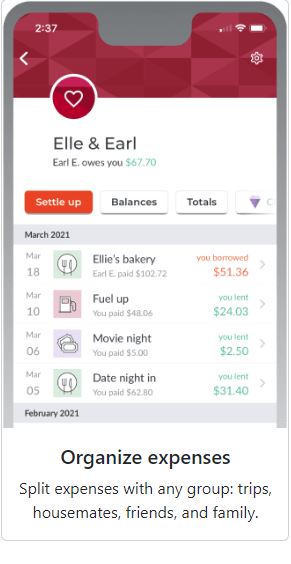 2:37
Elle & Earl
Earl E. owes you $67.70
Settle up Balances Totals
March 2021
Mar 18 Ellie's bakery you borrowed
Earl E. paid $102.72 $51.36
Mar 10 Fuel up you lent
You paid $48.06 $24.03
Mar 06 Movie night you lent
You paid $5.00 $2.50
Mar 05 Date night in you lent
You paid $62.80 $31.40
February 2021
Organize expenses
Split expenses with any group: trips,
housemates, friends, and family.